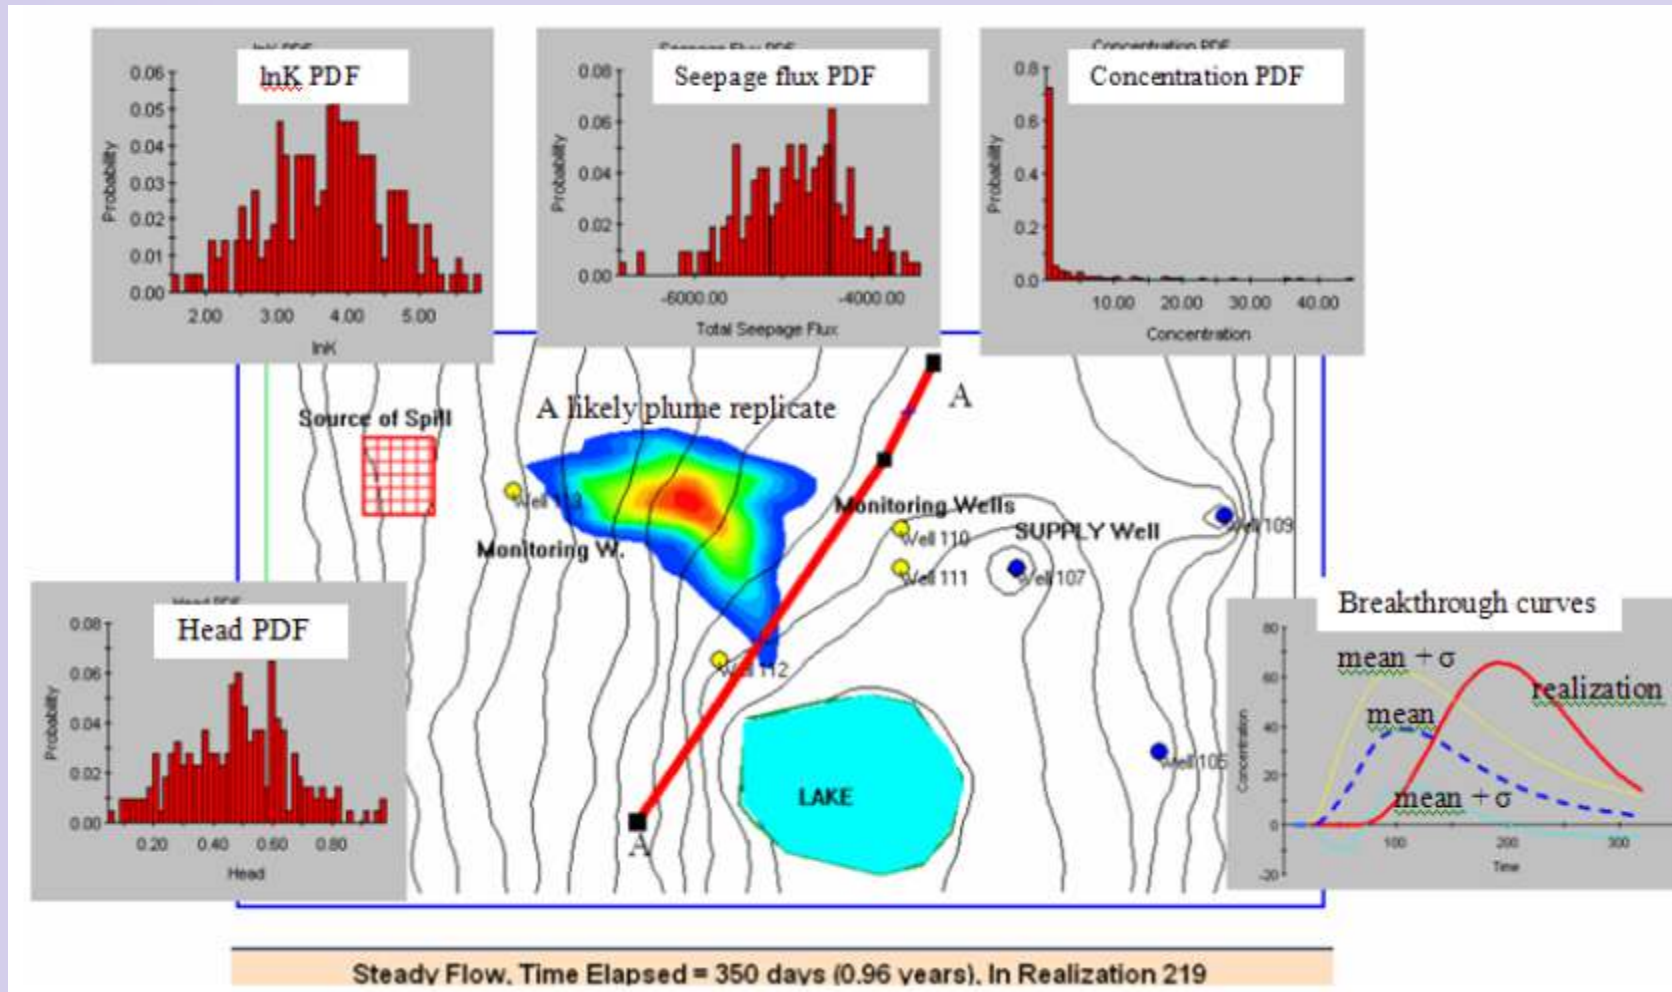 lnK PDF
0.06
0.05
0.04
0.03
0.02
0.01
0.00
Probability
2.00 3.00 4.00 5.00
lnK
Seepage flux PDF
0.08
0.06
0.04
0.02
0.00
Probability
-6000.00 -4000.00
Total Seepage Flux
Concentration PDF
Concentration PDF
0.8
0.6
0.4
0.2
0.0
Probability
10.00 20.00 30.00 40.00
Concentration
A likely plume replicate
A
Source of Spill
Monitoring Wells
Well 110
SUPPLY Well
Well 109
Monitoring W.
Well 111
Well 107
Well 112
Well 105
LAKE
A
Head PDF
0.08
0.06
0.04
0.02
0.00
Probability
0.20 0.40 0.60 0.80
Head
Breakthrough curves
80
60
40
20
0
-20
Concentration
mean + σ
realization
mean
mean + σ
100 200 300
Time
Steady Flow, Time Elapsed = 350 days (0.96 years), In Realization 219